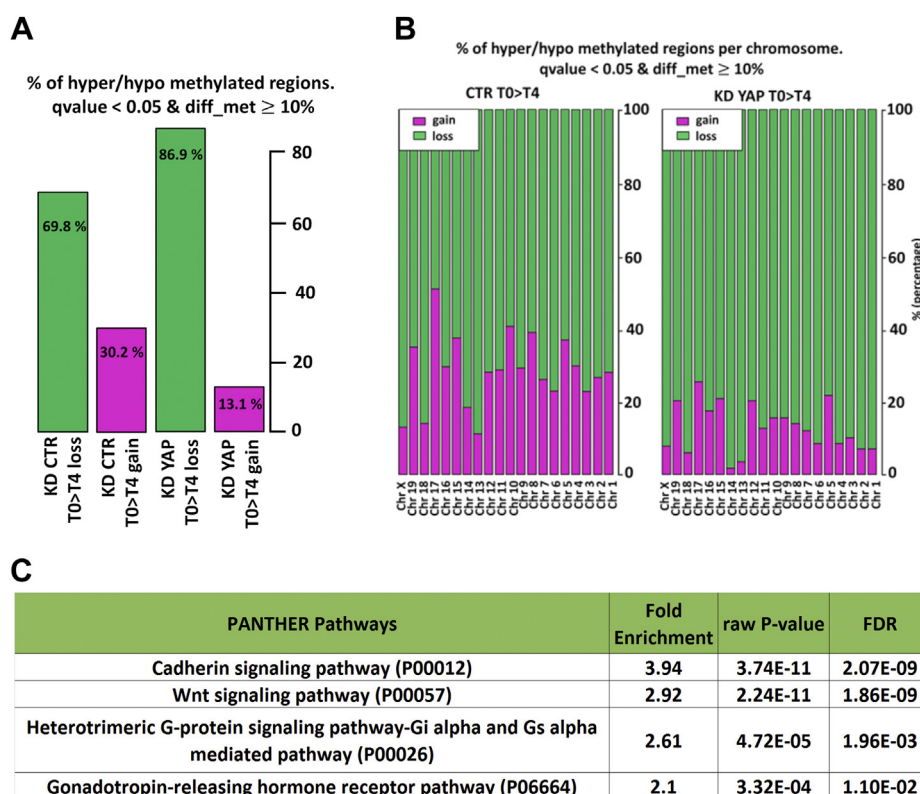 A
% of hyper/hypo methylated regions.
qvalue < 0.05 & diff_met ≥ 10%
69.8 %
30.2 %
86.9 %
13.1 %
80
60
40
20
0
KD CTR
T0>T4 loss
KD CTR
T0>T4 gain
KD YAP
T0>T4 loss
KD YAP
T0>T4 gain
B
% of hyper/hypo methylated regions per chromosome.
qvalue < 0.05 & diff_met ≥ 10%
CTR T0>T4
gain
loss
100
80
60
40
20
0
Chr X
Chr 19
Chr 18
Chr 17
Chr 16
Chr 15
Chr 14
Chr 13
Chr 12
Chr 11
Chr 10
Chr 9
Chr 8
Chr 7
Chr 6
Chr 5
Chr 4
Chr 3
Chr 2
Chr 1
KD YAP T0>T4
gain
loss
100
80
60
40
20
0
% (percentage)
Chr X
Chr 19
Chr 18
Chr 17
Chr 16
Chr 15
Chr 14
Chr 13
Chr 12
Chr 11
Chr 10
Chr 9
Chr 8
Chr 7
Chr 6
Chr 5
Chr 4
Chr 3
Chr 2
Chr 1
C
PANTHER Pathways Fold Enrichment raw P-value FDR
Cadherin signaling pathway (P00012) 3.94 3.74E-11 2.07E-09
Wnt signaling pathway (P00057) 2.92 2.24E-11 1.86E-09
Heterotrimeric G-protein signaling pathway-Gi alpha and Gs alpha
mediated pathway (P00026) 2.61 4.72E-05 1.96E-03
Gonadotropin-releasing hormone receptor pathway (P06664) 2.1 3.32E-04 1.10E-02